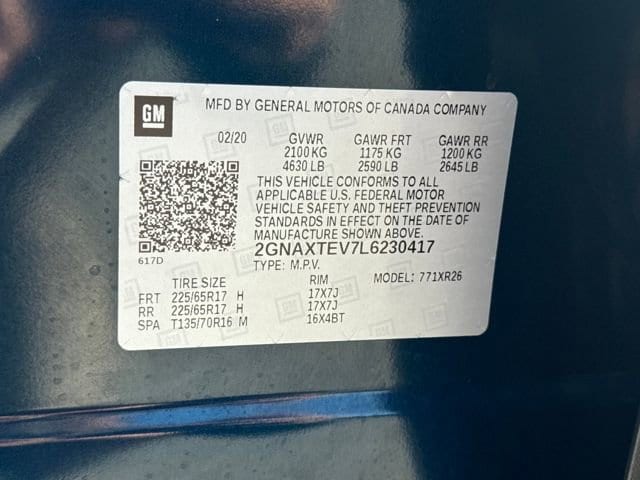 GM
MFD BY GENERAL MOTORS OF CANADA COMPANY
02/20 GVWR GAWR FRT GAWR RR
2100 KG 1175 KG 1200 KG
4630 LB 2590 LB 2645 LB
THIS VEHICLE CONFORMS TO ALL
APPLICABLE U.S. FEDERAL MOTOR
VEHICLE SAFETY AND THEFT PREVENTION
STANDARDS IN EFFECT ON THE DATE OF
MANUFACTURE SHOWN ABOVE.
617D
2GNAXTEV7L6230417
TYPE: M.P.V. MODEL: 771XR26
TIRE SIZE RIM
FRT 225/65R17 H 17X7J
RR 225/65R17 H 17X7J
SPA T135/70R16 M 16X4BT